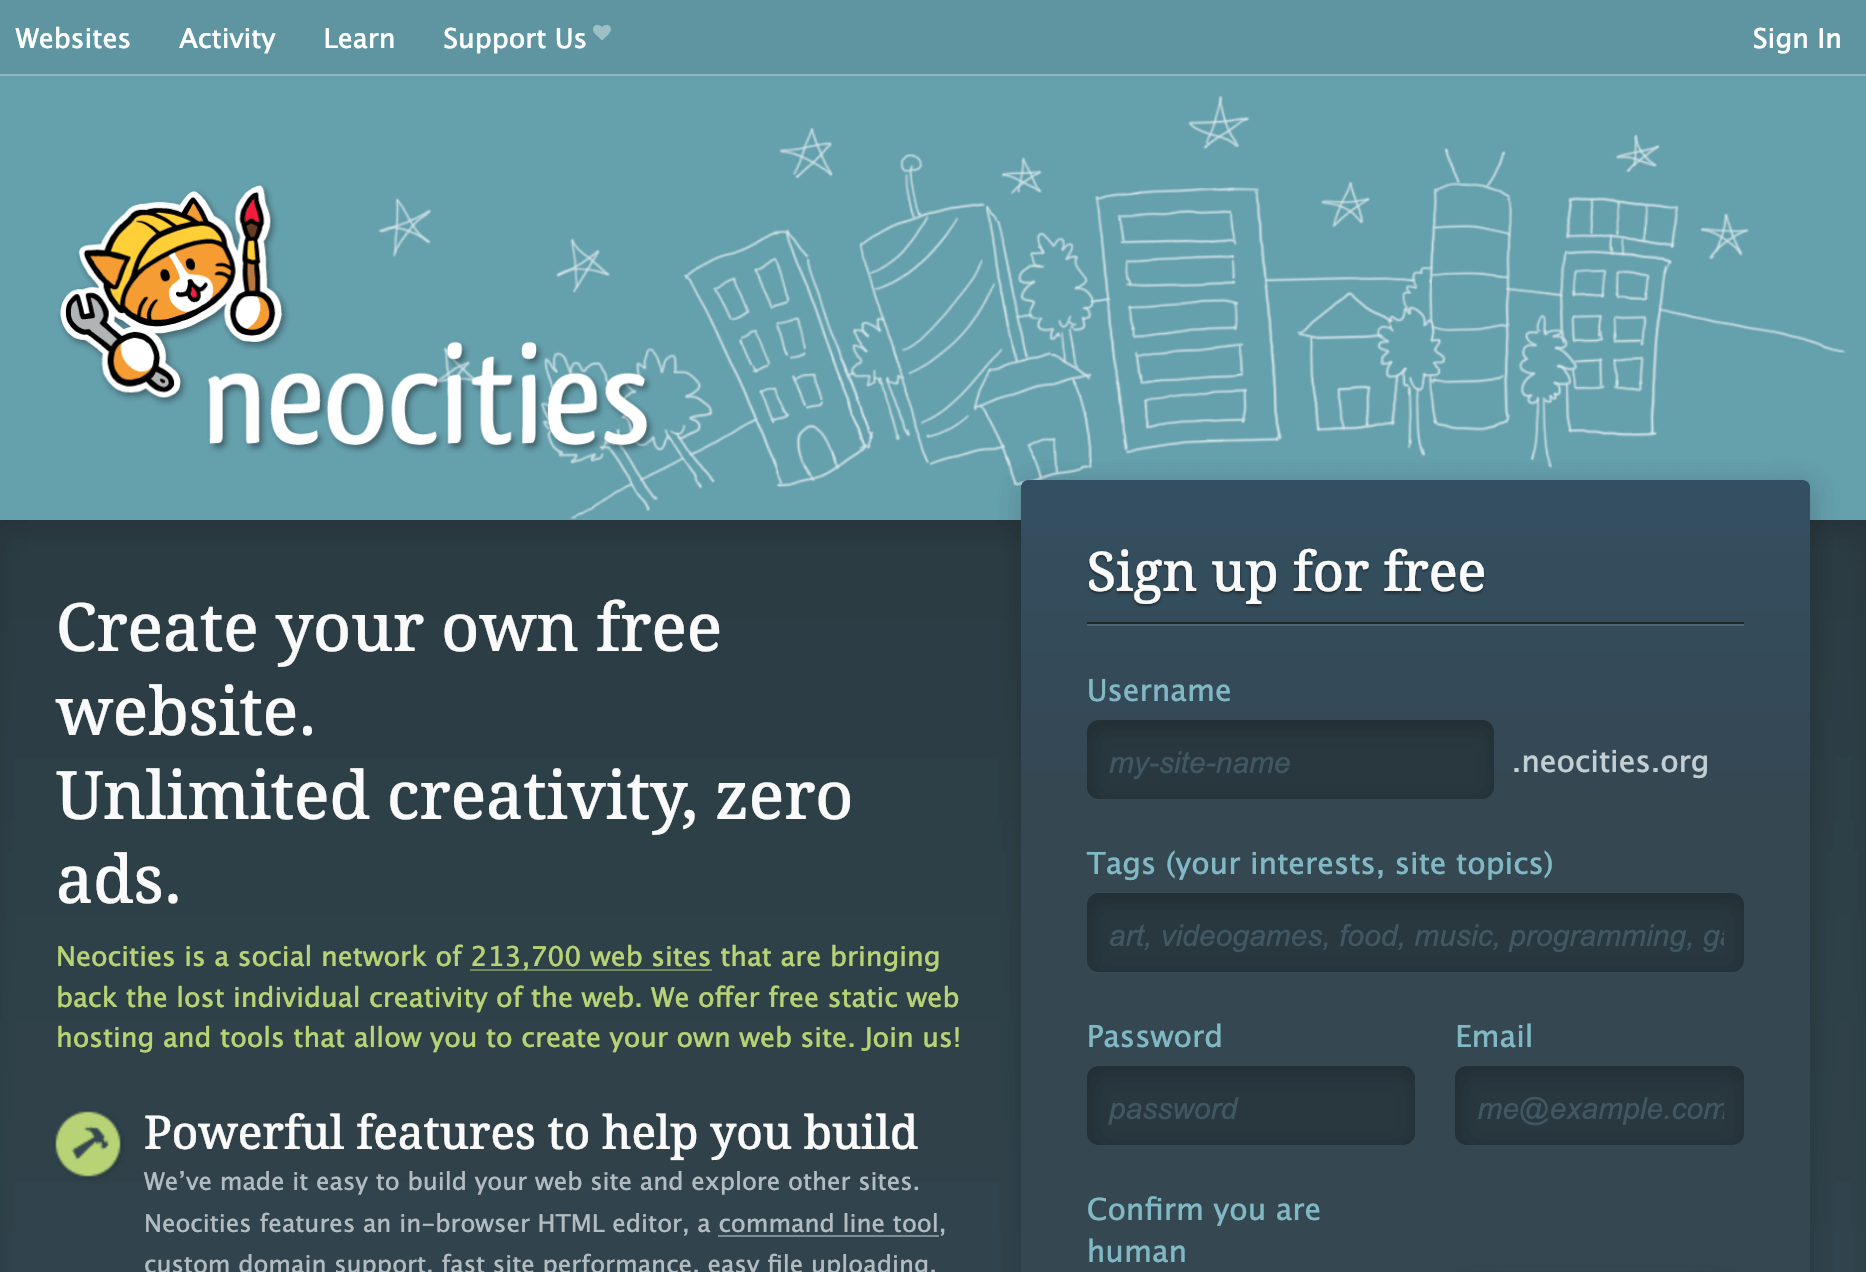 Websites Activity Learn Support Us Sign In
neocities
Create your own free
website.
Unlimited creativity, zero
ads.
Neocities is a social network of 213,700 web sites that are bringing
back the lost individual creativity of the web. We offer free static web
hosting and tools that allow you to create your own web site. Join us!
Powerful features to help you build
We’ve made it easy to build your web site and explore other sites.
Neocities features an in-browser HTML editor, a command line tool,
custom domain support, fast site performance, easy file uploading,
Sign up for free
Username
my-site-name .neocities.org
Tags (your interests, site topics)
art, videogames, food, music, programming, ga
Password Email
password me@example.com
Confirm you are
human